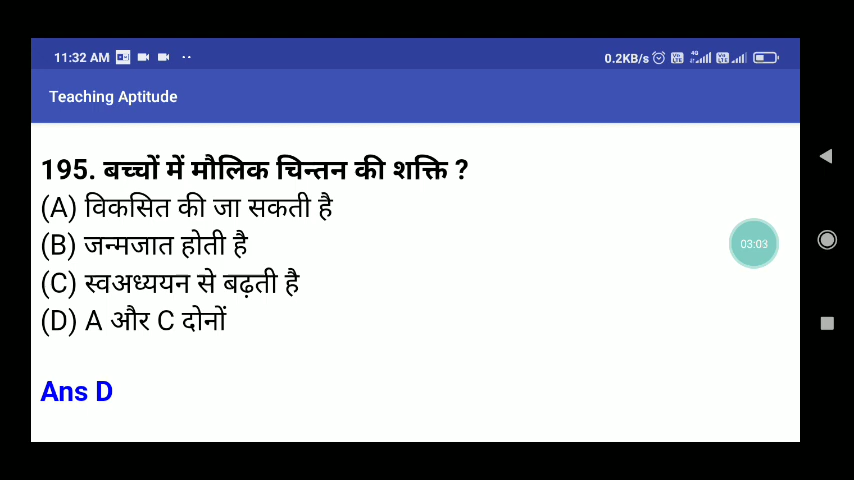 11:32 AM
0.2KB/s
Teaching Aptitude
195. बच्चों में मौलिक चिन्तन की शक्ति ?
(A) विकसित की जा सकती है
(B) जन्मजात होती है
(C) स्वअध्ययन से बढ़ती है
(D) A और C दोनों
03:03
Ans D